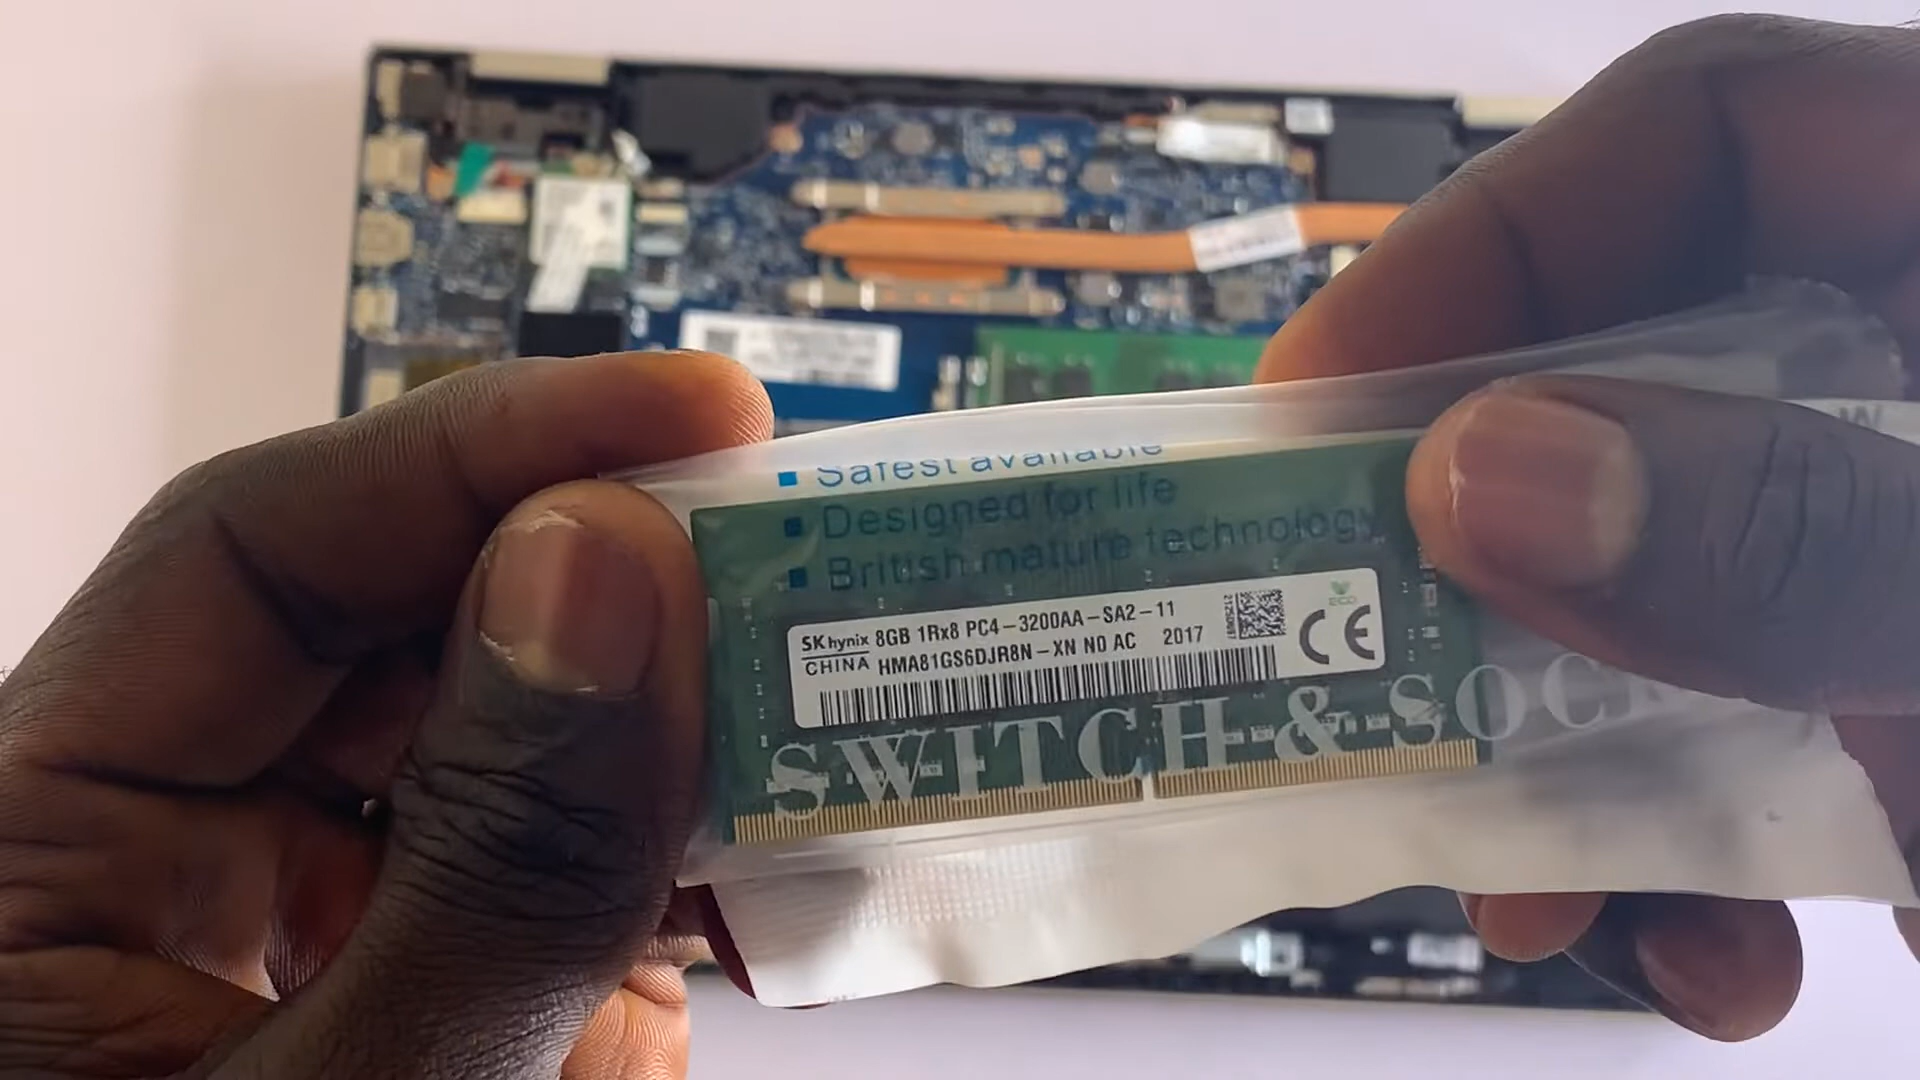 Safest available
Designed for life
British mature technology
SK hynix 8GB 1Rx8 PC4-3200AA-SA2-11
CHINA HMA81GS6DJR8N-XN N0 AC 2017
ECO
CE
SWITCH & SOC
W